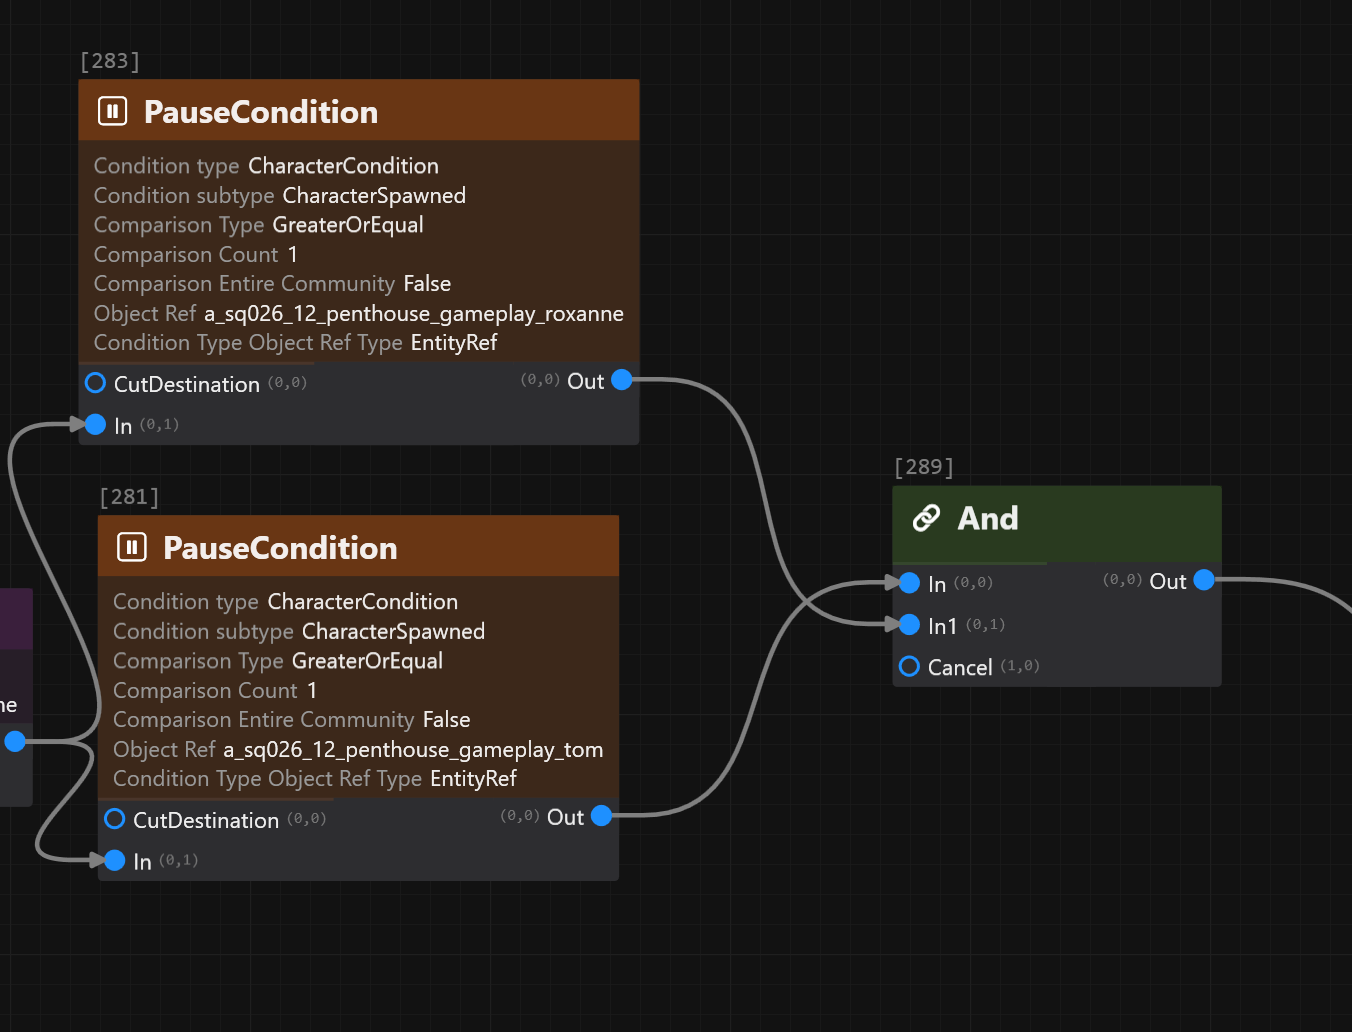 [283]
PauseCondition
Condition type CharacterCondition
Condition subtype CharacterSpawned
Comparison Type GreaterOrEqual
Comparison Count 1
Comparison Entire Community False
Object Ref a_sq026_12_penthouse_gameplay_roxanne
Condition Type Object Ref Type EntityRef
CutDestination (0,0) (0,0) Out
In (0,1)
[281]
PauseCondition
Condition type CharacterCondition
Condition subtype CharacterSpawned
Comparison Type GreaterOrEqual
Comparison Count 1
Comparison Entire Community False
Object Ref a_sq026_12_penthouse_gameplay_tom
Condition Type Object Ref Type EntityRef
CutDestination (0,0) (0,0) Out
In (0,1)
[289]
And
In (0,0) (0,0) Out
In1 (0,1)
Cancel (1,0)